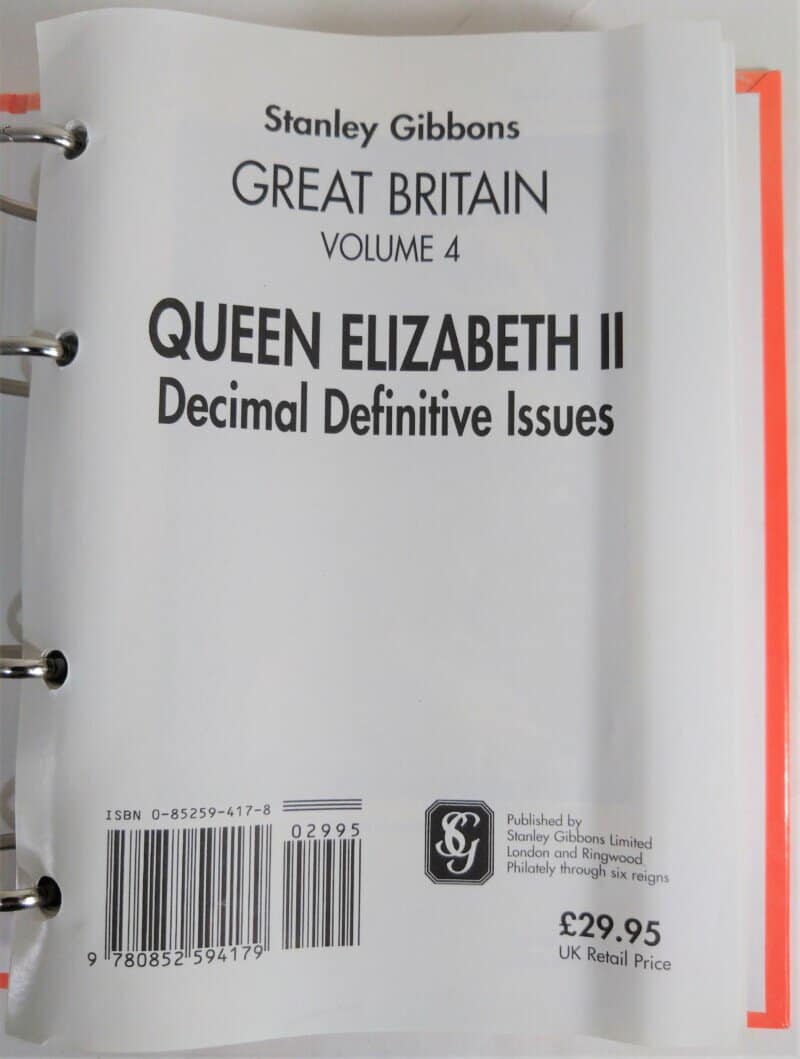 Stanley Gibbons
GREAT BRITAIN
VOLUME 4
QUEEN ELIZABETH II
Decimal Definitive Issues
ISBN 0-85259-417-8
02995
9 780852 594179
SG
Published by
Stanley Gibbons Limited
London and Ringwood
Philately through six reigns
£29.95
UK Retail Price